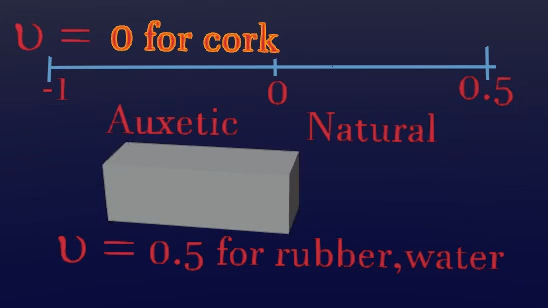 υ = 0 for cork
-1 0 0.5
Auxetic Natural
υ = 0.5 for rubber,water